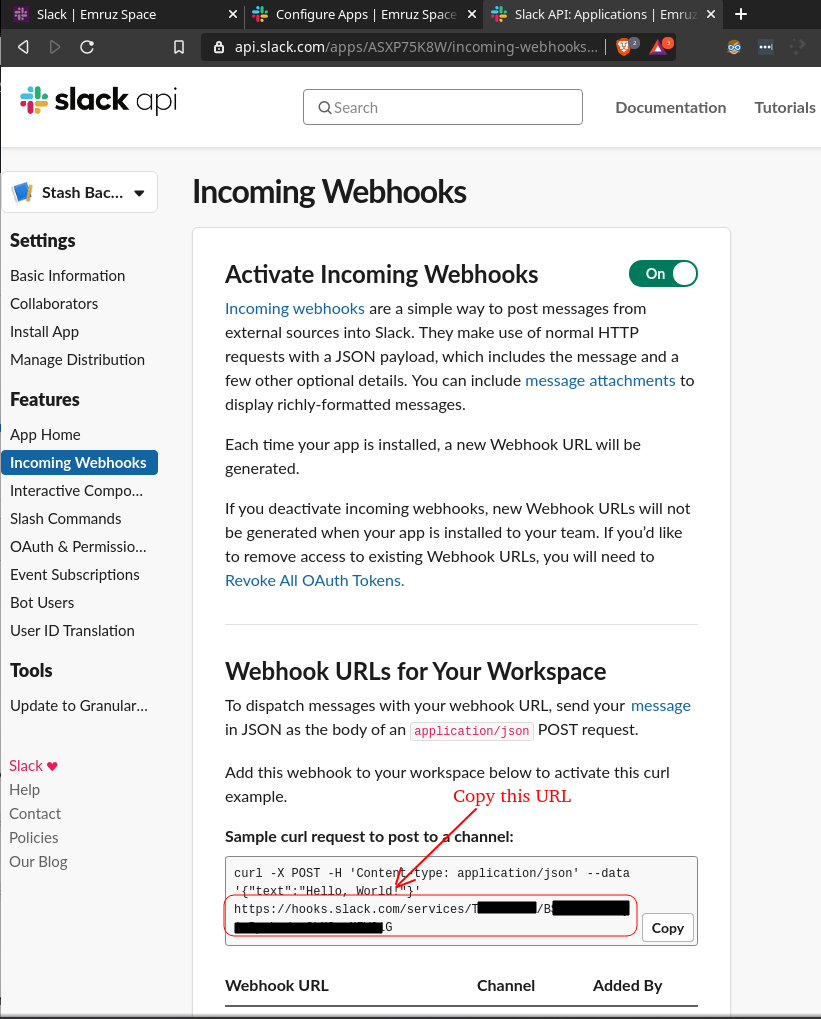 Slack | Emruz Space
Configure Apps | Emruz Space
Slack API: Applications | Emruz
api.slack.com/apps/ASXP75K8W/incoming-webhooks...
2
3
slack api
Search
Documentation
Tutorials
Stash Bac...
Settings
Basic Information
Collaborators
Install App
Manage Distribution
Features
App Home
Incoming Webhooks
Interactive Compo...
Slash Commands
OAuth & Permissio...
Event Subscriptions
Bot Users
User ID Translation
Tools
Update to Granular...
Slack
Help
Contact
Policies
Our Blog
Incoming Webhooks
Activate Incoming Webhooks
On
Incoming webhooks are a simple way to post messages from
external sources into Slack. They make use of normal HTTP
requests with a JSON payload, which includes the message and a
few other optional details. You can include message attachments to
display richly-formatted messages.
Each time your app is installed, a new Webhook URL will be
generated.
If you deactivate incoming webhooks, new Webhook URLs will not
be generated when your app is installed to your team. If you’d like
to remove access to existing Webhook URLs, you will need to
Revoke All OAuth Tokens.
Webhook URLs for Your Workspace
To dispatch messages with your webhook URL, send your message
in JSON as the body of an application/json POST request.
Add this webhook to your workspace below to activate this curl
example.
Copy this URL
Sample curl request to post to a channel:
curl -X POST -H 'Content-type: application/json' --data
'{"text":"Hello, World!"}'
https://hooks.slack.com/services/T /B
G
Copy
Webhook URL
Channel
Added By